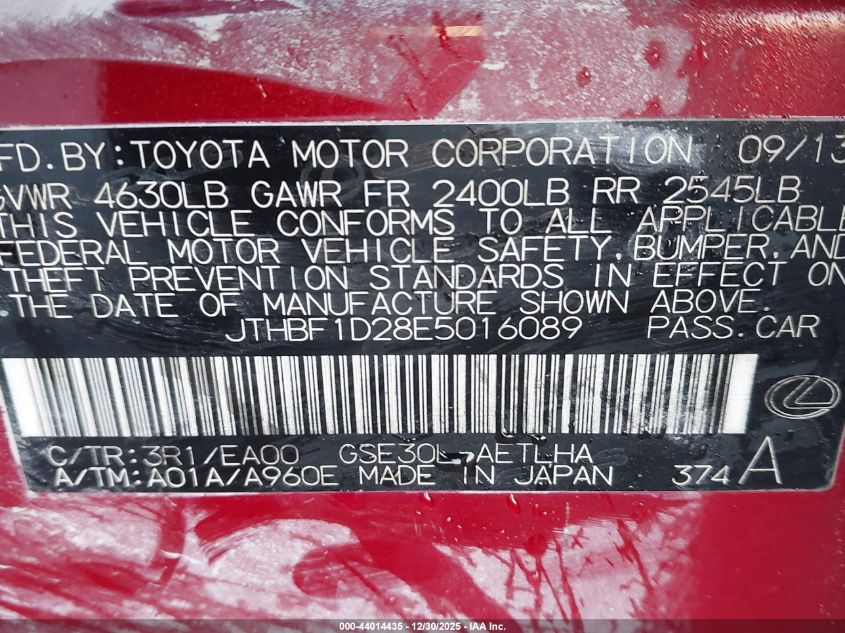 FD. BY: TOYOTA MOTOR CORPORATION 09/13
GVWR 4630LB GAWR FR 2400LB RR 2545LB
THIS VEHICLE CONFORMS TO ALL APPLICABLE
FEDERAL MOTOR VEHICLE SAFETY, BUMPER, AND
THEFT PREVENTION STANDARDS IN EFFECT ON
THE DATE OF MANUFACTURE SHOWN ABOVE.
JTHBF1D28E5016089 PASS. CAR
C/TR: 3R1/EA00 GSE30L-AETLHA
A/TM: A01A/A960E MADE IN JAPAN 374 A
000-44014435 - 12/30/2025 - IAA Inc.